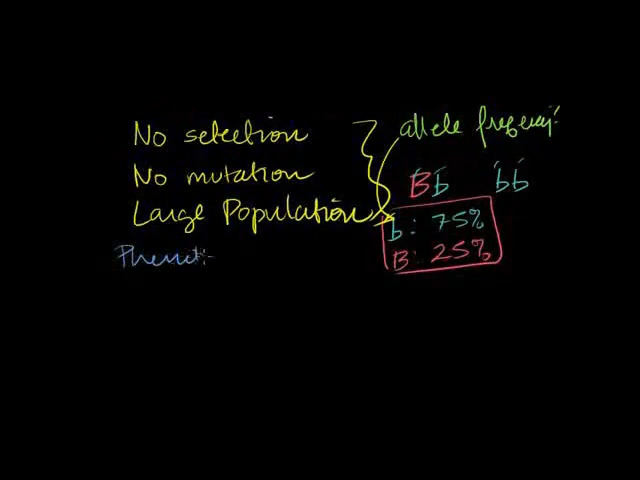 No selection
No mutation
Large Population
allele frequency:
Bb bb
b: 75%
B: 25%